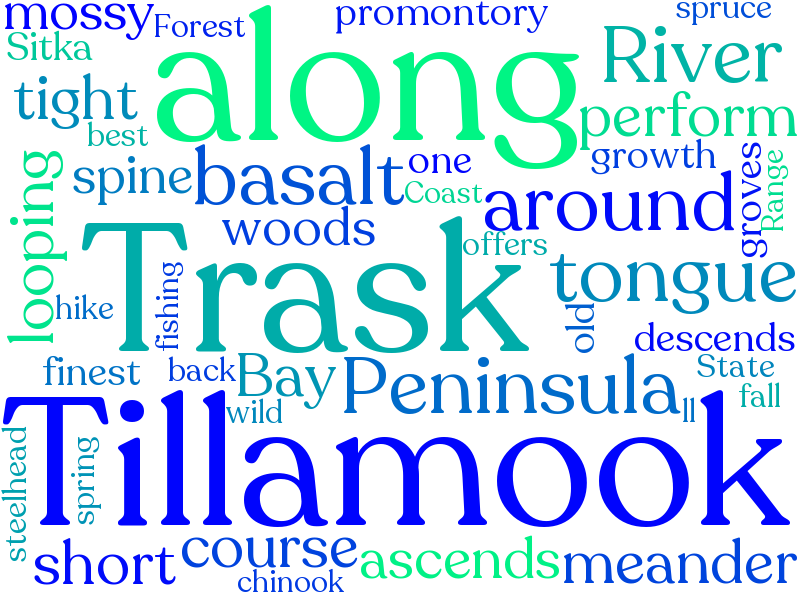 mossy
Forest
promontory
spruce
Sitka
along
River
tight
perform
best
growth
one
basalt
spine
Coast
groves
Range
looping
around
woods
offers
Trask
tongue
fishing
hike
old
descends
finest
back
Bay
Peninsula
State
fall
wild
ll
Tillamook
steelhead
spring
short
course
ascends
meander
chinook